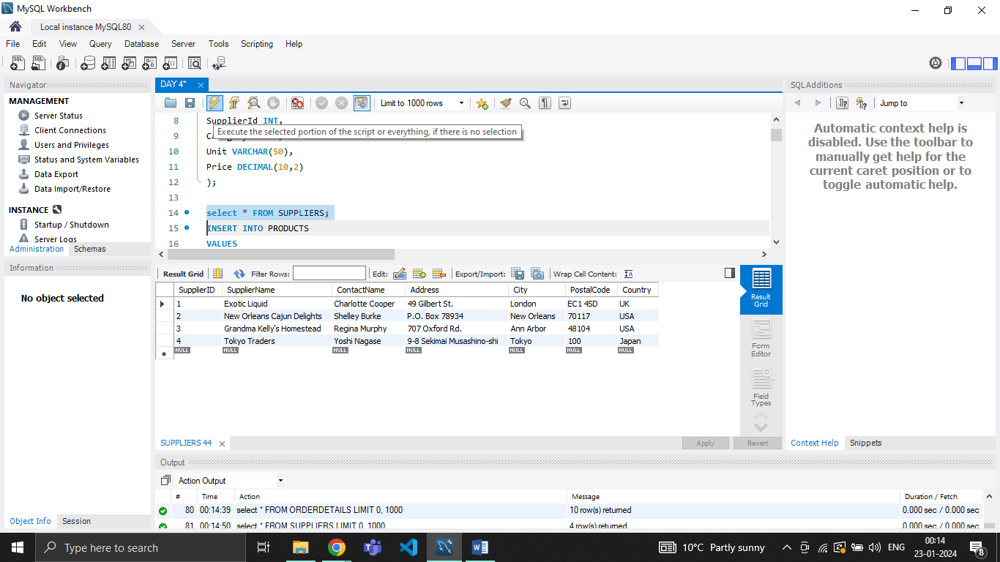 MySQL Workbench
Local instance MySQL80
File Edit View Query Database Server Tools Scripting Help
Navigator
MANAGEMENT
Server Status
Client Connections
Users and Privileges
Status and System Variables
Data Export
Data Import/Restore
INSTANCE
Startup / Shutdown
Server Logs
Administration Schemas
Information
No object selected
Object Info Session
DAY 4*
Limit to 1000 rows
8 SupplierId INT,
Execute the selected portion of the script or everything, if there is no selection
9
10 Unit VARCHAR(50),
11 Price DECIMAL(10,2)
12 );
13
14 select * FROM SUPPLIERS;
15 INSERT INTO PRODUCTS
16 VALUES
Result Grid Filter Rows: Edit: Export/Import: Wrap Cell Content:
SupplierID SupplierName ContactName Address City PostalCode Country
1 Exotic Liquid Charlotte Cooper 49 Gilbert St. London EC1 4SD UK
2 New Orleans Cajun Delights Shelley Burke P.O. Box 78934 New Orleans 70117 USA
3 Grandma Kelly's Homestead Regina Murphy 707 Oxford Rd. Ann Arbor 48104 USA
4 Tokyo Traders Yoshi Nagase 9-8 Sekimai Musashino-shi Tokyo 100 Japan
NULL NULL NULL NULL NULL NULL NULL
Result
Grid
Form
Editor
Field
Types
SUPPLIERS 44
Apply Revert
SQLAdditions
Jump to
Automatic context help is
disabled. Use the toolbar to
manually get help for the
current caret position or to
toggle automatic help.
Context Help Snippets
Output
Action Output
# Time Action Message Duration / Fetch
80 00:14:39 select * FROM ORDERDETAILS LIMIT 0, 1000 10 row(s) returned 0.000 sec / 0.000 sec
81 00:14:50 select * FROM SUPPLIERS LIMIT 0, 1000 4 row(s) returned 0.000 sec / 0.000 sec
Type here to search
10°C Partly sunny
ENG
00:14
23-01-2024
8